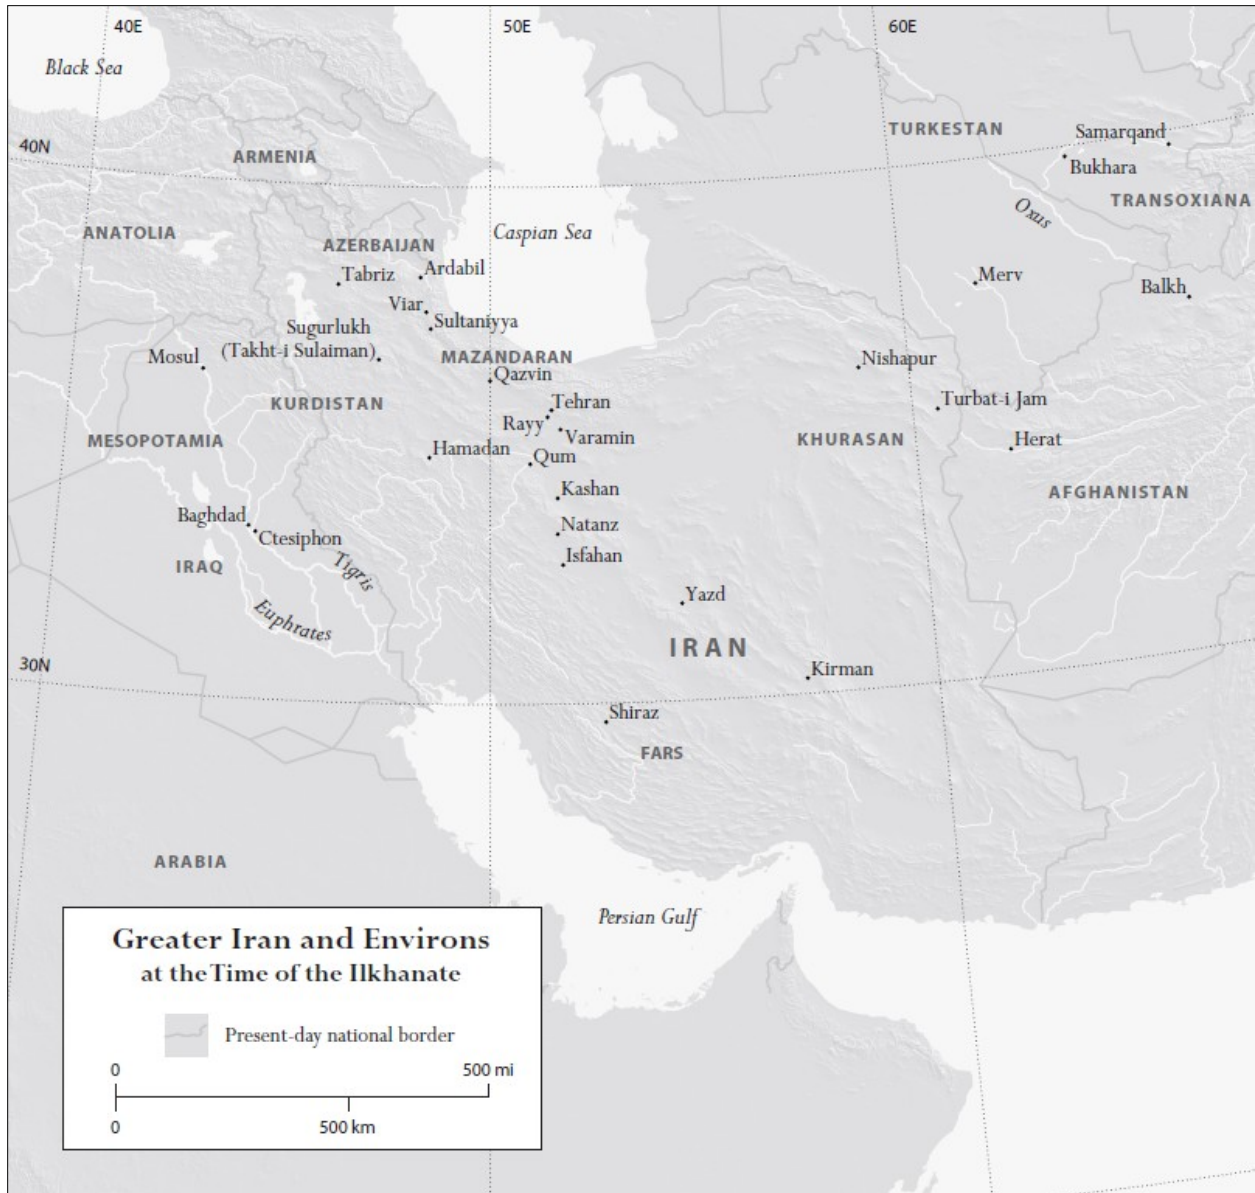 40E
50E
60E
Black Sea
TURKESTAN
Samarqand
40N
ARMENIA
Bukhara
TRANSOXIANA
Oxus
ANATOLIA
Caspian Sea
AZERBAIJAN
Tabriz
Ardabil
Merv
Balkh
Viar
Sultaniyya
Sugurlukh
(Takht-i Sulaiman)
Mosul
MAZANDARAN
Nishapur
Qazvin
KURDISTAN
Tehran
Turbat-i Jam
Rayy
Varamin
MESOPOTAMIA
KHURASAN
Herat
Hamadan
Qum
Kashan
AFGHANISTAN
Baghdad
Ctesiphon
Natanz
Isfahan
IRAQ
Tigris
Yazd
Euphrates
IRAN
30N
Kirman
Shiraz
FARS
ARABIA
Persian Gulf
Greater Iran and Environs
at the Time of the Ilkhanate
Present-day national border
0 500 mi
0 500 km